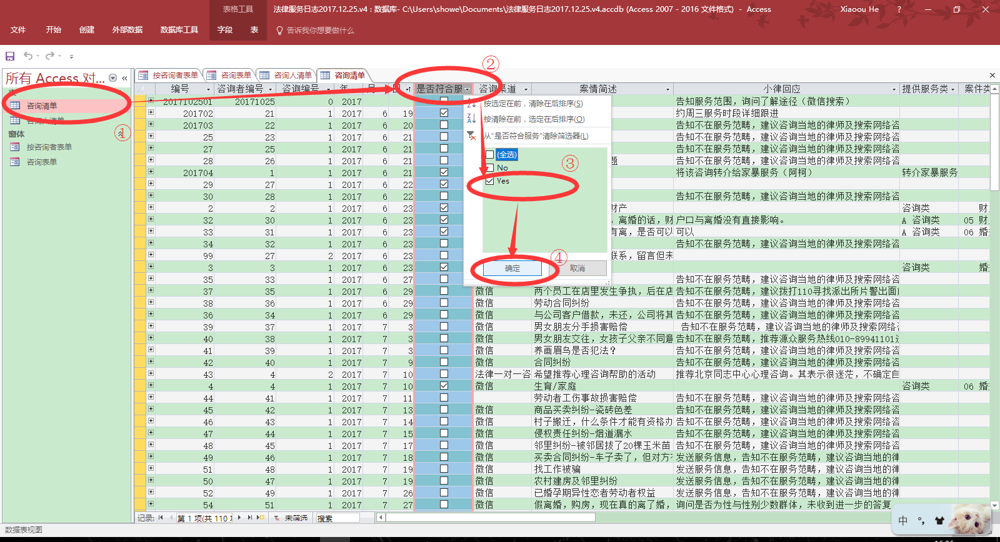 表格工具
法律服务日志2017.12.25.v4 : 数据库- C:\Users\showe\Documents\法律服务日志2017.12.25.v4.accdb (Access 2007 - 2016 文件格式) - Access
Xiaoou He
?
文件 开始 创建 外部数据 数据库工具 字段 表 告诉我你想要做什么
所有 Access 对... «
咨询清单
窗体
按咨询者表单
咨询表单
① ② ③ ④
按咨询者表单 咨询表单 咨询人清单 咨询清单
编号 咨询者编号 咨询编号 年 月 日 是否符合服 咨询渠道 案情简述 小律回应 提供服务类 案件类
2017102501 20171025 0 2017 告知服务范围，询问了解途径（微信搜索）
201702 21 1 2017 6 19 约周三服务时段详细跟进
201703 22 1 2017 6 20 告知不在服务范畴，建议咨询当地的律师及搜索网络咨
25 23 1 2017 6 21 告知不在服务范畴，建议咨询当地的律师及搜索网络咨
27 25 1 2017 6 21 告知不在服务范畴，建议咨询当地的律师及搜索网络咨
28 26 1 2017 6 21 题 告知不在服务范畴，建议咨询当地的律师及搜索网络咨
201704 1 1 2017 6 21 将该咨询转介给家暴服务（阿柯） 转介家暴服务
29 27 1 2017 6 22
30 28 1 2017 6 22 告知不在服务范畴，建议咨询当地的律师及搜索网络咨
2 2 1 2017 6 23 财产 咨询类 财
32 30 1 2017 6 23 ，离婚的话，财 户口与离婚没有直接影响。 A 咨询类 05 财
33 31 1 2017 6 23 有离，是否可以 可以 A 咨询类 06 婚
34 32 1 2017 6 23 告知不在服务范畴，建议咨询当地的律师及搜索网络咨
99 27 2 2017 6 23 联系，留言但未
3 3 1 2017 6 23 咨询类 婚
35 33 1 2017 6 27 告知不在服务范畴，建议咨询当地的律师及搜索网络咨
37 35 1 2017 6 29 微信 两个员工在店里发生争执，后在店 告知不在服务范畴，建议拨打110寻找派出所片警出面
38 36 1 2017 6 29 微信 劳动合同纠纷 告知不在服务范畴，建议咨询当地的律师及搜索网络咨
36 34 1 2017 6 29 微信 与公司客户借款，未还，公司将其 告知不在服务范畴，建议咨询当地的律师及搜索网络咨
39 37 1 2017 7 3 微信 男女朋友分手损害赔偿 告知不在服务范畴，建议咨询当地的律师及搜索网络咨
40 38 1 2017 7 3 微信 男女朋友交往，女孩子父亲不同意 告知不在服务范畴，推荐源众服务热线010-89941101
41 39 1 2017 7 3 微信 养画眉鸟是否犯法？ 告知不在服务范畴，建议咨询当地的律师及搜索网络咨
42 40 1 2017 7 9 微信 合同纠纷 告知不在服务范畴，建议咨询当地的律师及搜索网络咨
43 4 2 2017 7 10 法律一对一咨 希望推荐心理咨询帮助的活动 推荐北京同志中心心理咨询。其表示很迷茫，不确定自
4 4 1 2017 7 10 微信 生育/家庭 咨询类 06 婚
44 41 1 2017 7 11 劳动者工伤事故损害赔偿 告知不在服务范畴，建议咨询当地的律师及搜索网络咨
45 42 1 2017 7 13 微信 商品买卖纠纷-瓷砖色差 告知不在服务范畴，建议咨询当地的律师及搜索网络咨
46 43 1 2017 7 14 微信 村子搬迁，什么条件才能有资格 告知不在服务范畴，建议咨询当地的律师及搜索网络咨
47 44 1 2017 7 15 微信 侵权责任纠纷-烟道漏水 告知不在服务范畴，建议咨询当地的律师及搜索网络咨
48 45 1 2017 7 17 微信 邻里纠纷-被邻居拔了20棵玉米苗 告知不在服务范畴，建议咨询当地的律师及搜索网络咨
49 46 1 2017 7 18 微信 买卖合同纠纷-车子卖了，但对方 发送服务信息，告知不在服务范畴，建议咨询当地的律
51 48 1 2017 7 19 微信 找工作被骗 发送服务信息，告知不在服务范畴，建议咨询当地的律
50 47 1 2017 7 19 微信 农村建房及邻里纠纷 发送服务信息，告知不在服务范畴，建议咨询当地的律
52 49 1 2017 7 26 微信 已婚孕期异性恋者劳动者权益 发送服务信息，告知不在服务范畴，建议咨询当地的律
54 51 1 2017 7 27 微信 假离婚，购房，现在真的离了婚， 询问是否为性与性别少数群体，未收到进一步的答复
按选定在前，清除在后排序(S)
按清除在前，选定在后排序(O)
从“是否符合服务”清除筛选器(L)
(全选)
No
Yes
确定 取消
记录: 第 1 项(共 110 未筛选 搜索
数据表视图
中 °,